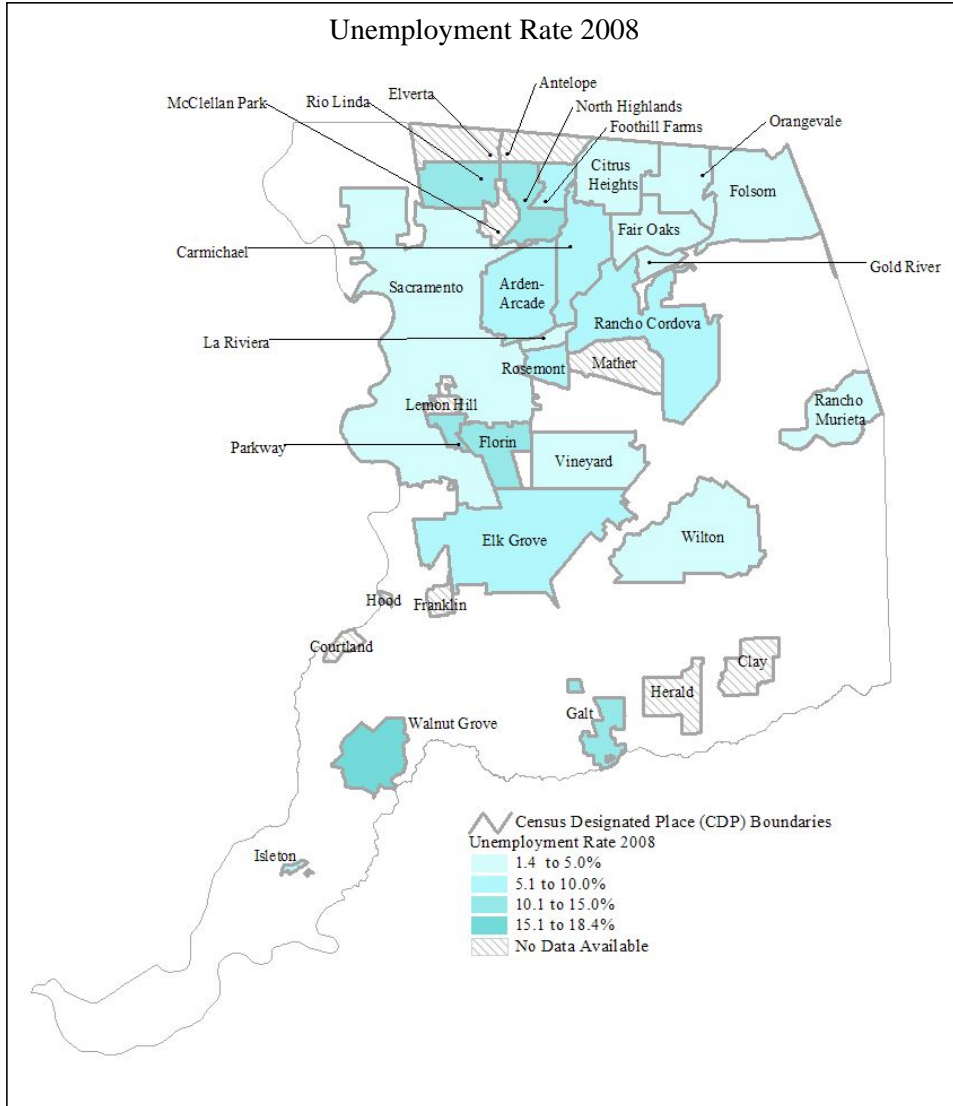 Unemployment Rate 2008
Antelope
Elverta
North Highlands
McClellan Park
Rio Linda
Foothill Farms
Orangevale
Citrus
Heights
Folsom
Fair Oaks
Carmichael
Gold River
Sacramento
Arden-
Arcade
Rancho Cordova
La Riviera
Rosemont
Mather
Lemon Hill
Rancho
Murieta
Parkway
Florin
Vineyard
Elk Grove
Wilton
Hood
Franklin
Courtland
Clay
Herald
Galt
Walnut Grove
Census Designated Place (CDP) Boundaries
Unemployment Rate 2008
Isleton
1.4 to 5.0%
5.1 to 10.0%
10.1 to 15.0%
15.1 to 18.4%
No Data Available